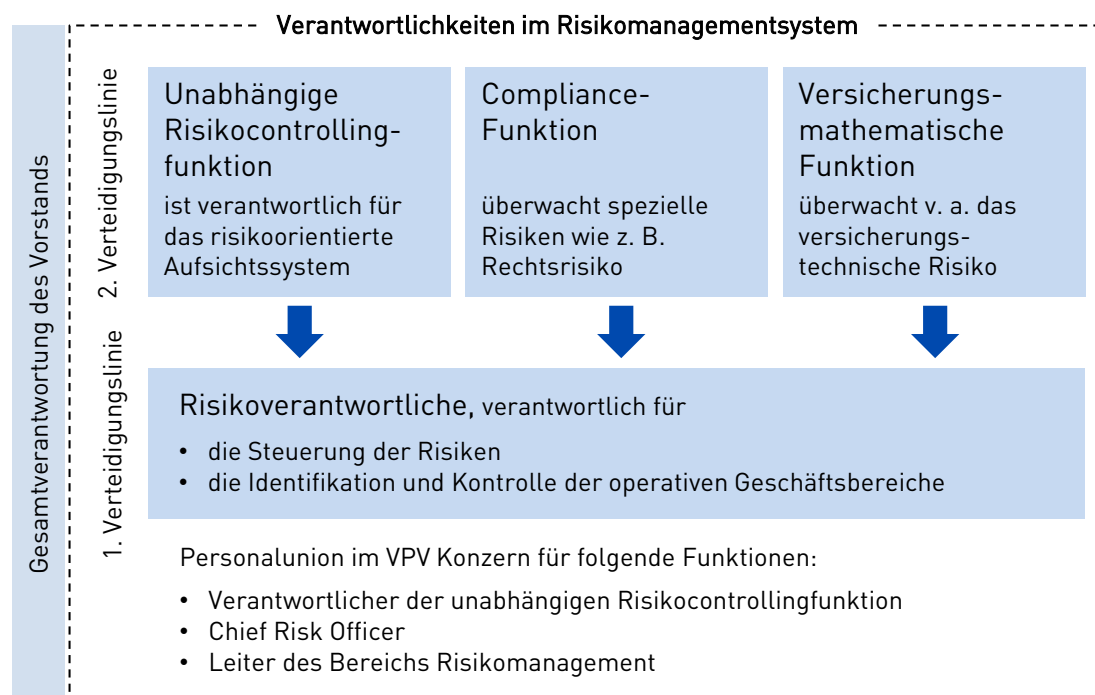 Verantwortlichkeiten im Risikomanagementsystem
Gesamtverantwortung des Vorstands
2. Verteidigungslinie
Unabhängige
Risikocontrolling-
funktion
ist verantwortlich für
das risikoorientierte
Aufsichtssystem
Compliance-
Funktion
überwacht spezielle
Risiken wie z. B.
Rechtsrisiko
Versicherungs-
mathematische
Funktion
überwacht v. a. das
versicherungs-
technische Risiko
1. Verteidigungslinie
Risikoverantwortliche, verantwortlich für
• die Steuerung der Risiken
• die Identifikation und Kontrolle der operativen Geschäftsbereiche
Personalunion im VPV Konzern für folgende Funktionen:
• Verantwortlicher der unabhängigen Risikocontrollingfunktion
• Chief Risk Officer
• Leiter des Bereichs Risikomanagement